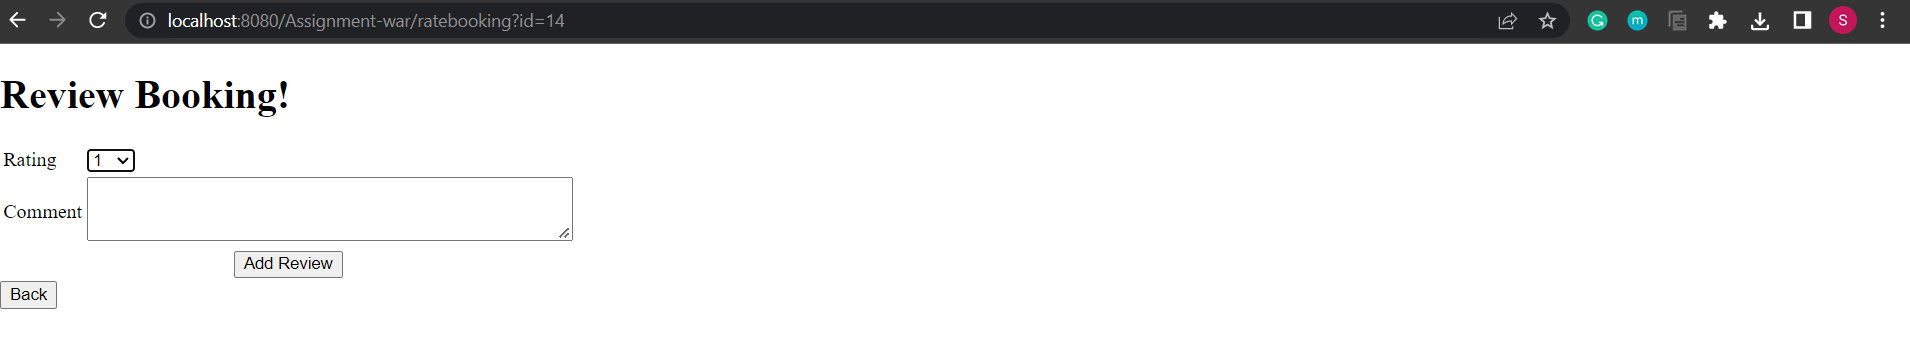 localhost:8080/Assignment-war/ratebooking?id=14
G m S
Review Booking!
Rating 1
Comment
Add Review
Back